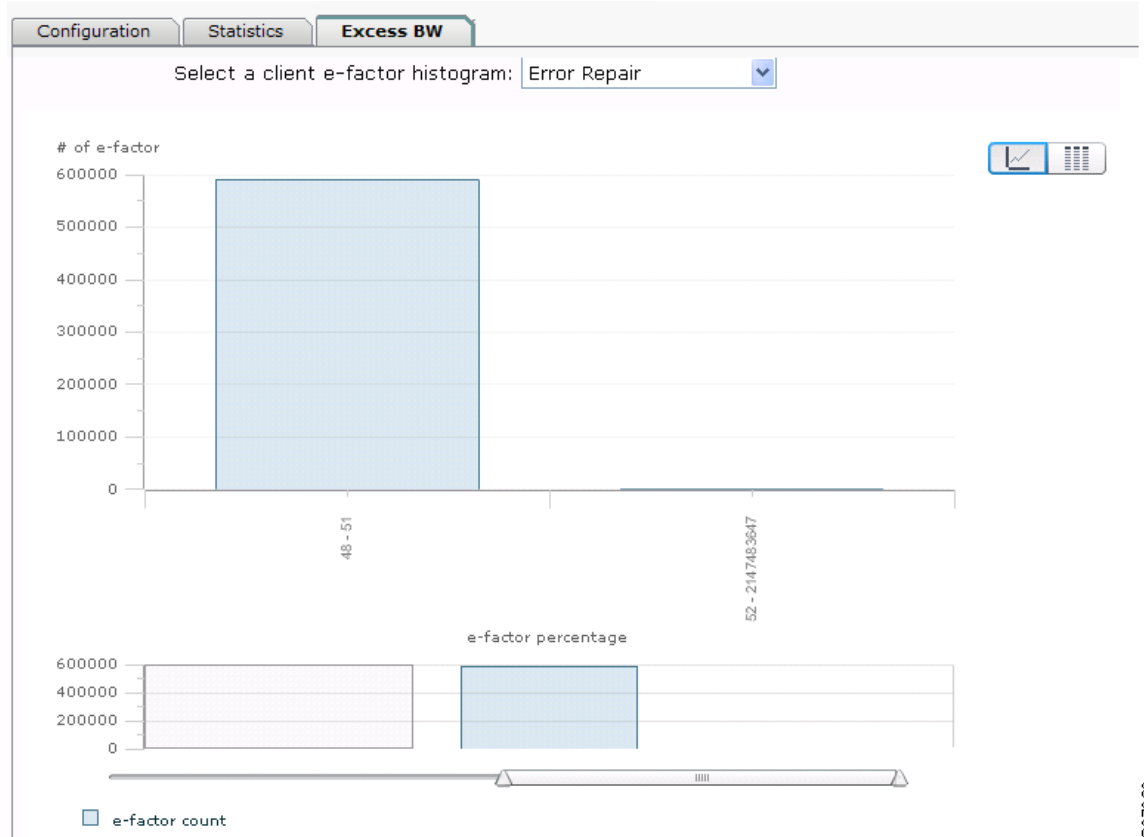 Configuration Statistics Excess BW
Select a client e-factor histogram: Error Repair
# of e-factor
600000
500000
400000
300000
200000
100000
0
48 - 51
52 - 2147483647
e-factor percentage
600000
400000
200000
0
e-factor count